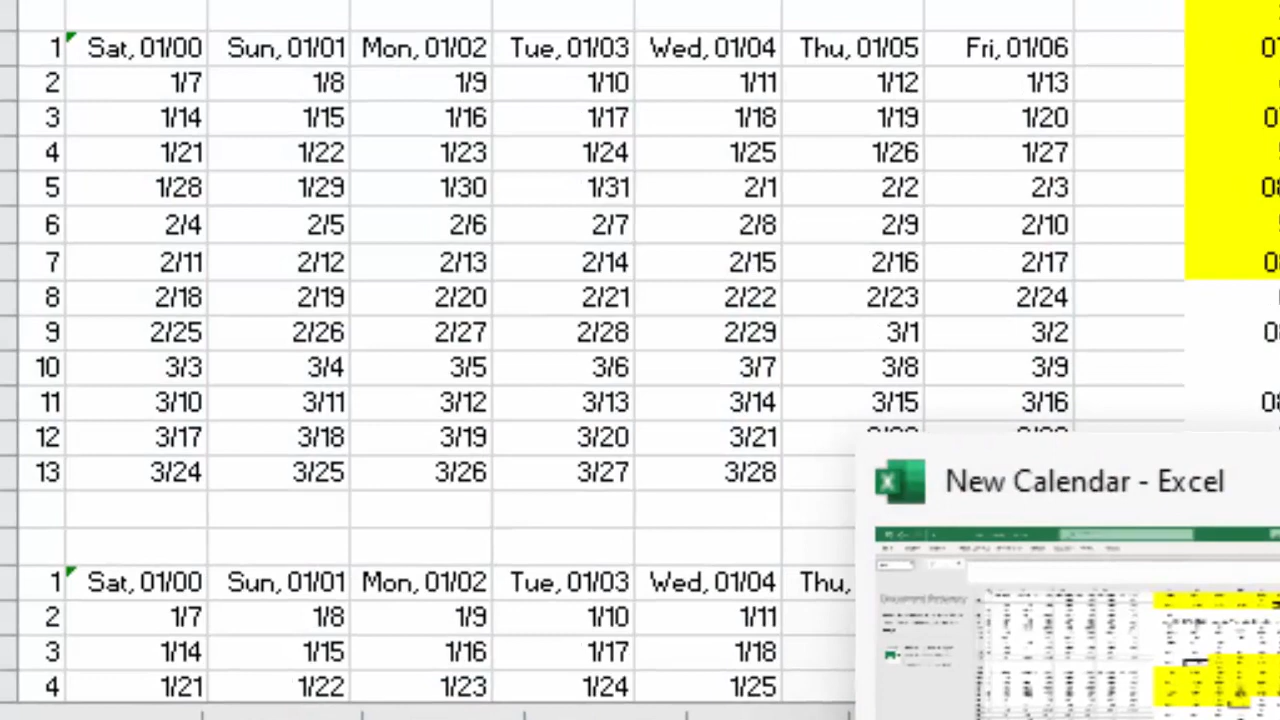 1 Sat, 01/00 Sun, 01/01 Mon, 01/02 Tue, 01/03 Wed, 01/04 Thu, 01/05 Fri, 01/06
2 1/7 1/8 1/9 1/10 1/11 1/12 1/13
3 1/14 1/15 1/16 1/17 1/18 1/19 1/20
4 1/21 1/22 1/23 1/24 1/25 1/26 1/27
5 1/28 1/29 1/30 1/31 2/1 2/2 2/3
6 2/4 2/5 2/6 2/7 2/8 2/9 2/10
7 2/11 2/12 2/13 2/14 2/15 2/16 2/17
8 2/18 2/19 2/20 2/21 2/22 2/23 2/24
9 2/25 2/26 2/27 2/28 2/29 3/1 3/2
10 3/3 3/4 3/5 3/6 3/7 3/8 3/9
11 3/10 3/11 3/12 3/13 3/14 3/15 3/16
12 3/17 3/18 3/19 3/20 3/21
13 3/24 3/25 3/26 3/27 3/28
New Calendar - Excel
1 Sat, 01/00 Sun, 01/01 Mon, 01/02 Tue, 01/03 Wed, 01/04 Thu,
2 1/7 1/8 1/9 1/10 1/11
3 1/14 1/15 1/16 1/17 1/18
4 1/21 1/22 1/23 1/24 1/25